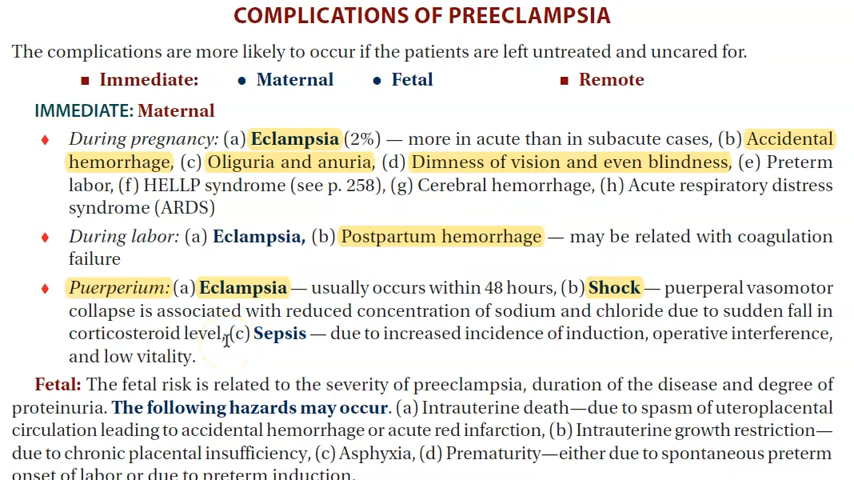 COMPLICATIONS OF PREECLAMPSIA
The complications are more likely to occur if the patients are left untreated and uncared for.
■ Immediate: ● Maternal ● Fetal ■ Remote
IMMEDIATE: Maternal
♦ During pregnancy: (a) Eclampsia (2%) — more in acute than in subacute cases, (b) Accidental
hemorrhage, (c) Oliguria and anuria, (d) Dimness of vision and even blindness, (e) Preterm
labor, (f) HELLP syndrome (see p. 258), (g) Cerebral hemorrhage, (h) Acute respiratory distress
syndrome (ARDS)
♦ During labor: (a) Eclampsia, (b) Postpartum hemorrhage — may be related with coagulation
failure
♦ Puerperium: (a) Eclampsia — usually occurs within 48 hours, (b) Shock — puerperal vasomotor
collapse is associated with reduced concentration of sodium and chloride due to sudden fall in
corticosteroid level, (c) Sepsis — due to increased incidence of induction, operative interference,
and low vitality.
Fetal: The fetal risk is related to the severity of preeclampsia, duration of the disease and degree of
proteinuria. The following hazards may occur. (a) Intrauterine death—due to spasm of uteroplacental
circulation leading to accidental hemorrhage or acute red infarction, (b) Intrauterine growth restriction—
due to chronic placental insufficiency, (c) Asphyxia, (d) Prematurity—either due to spontaneous preterm
onset of labor or due to preterm induction.